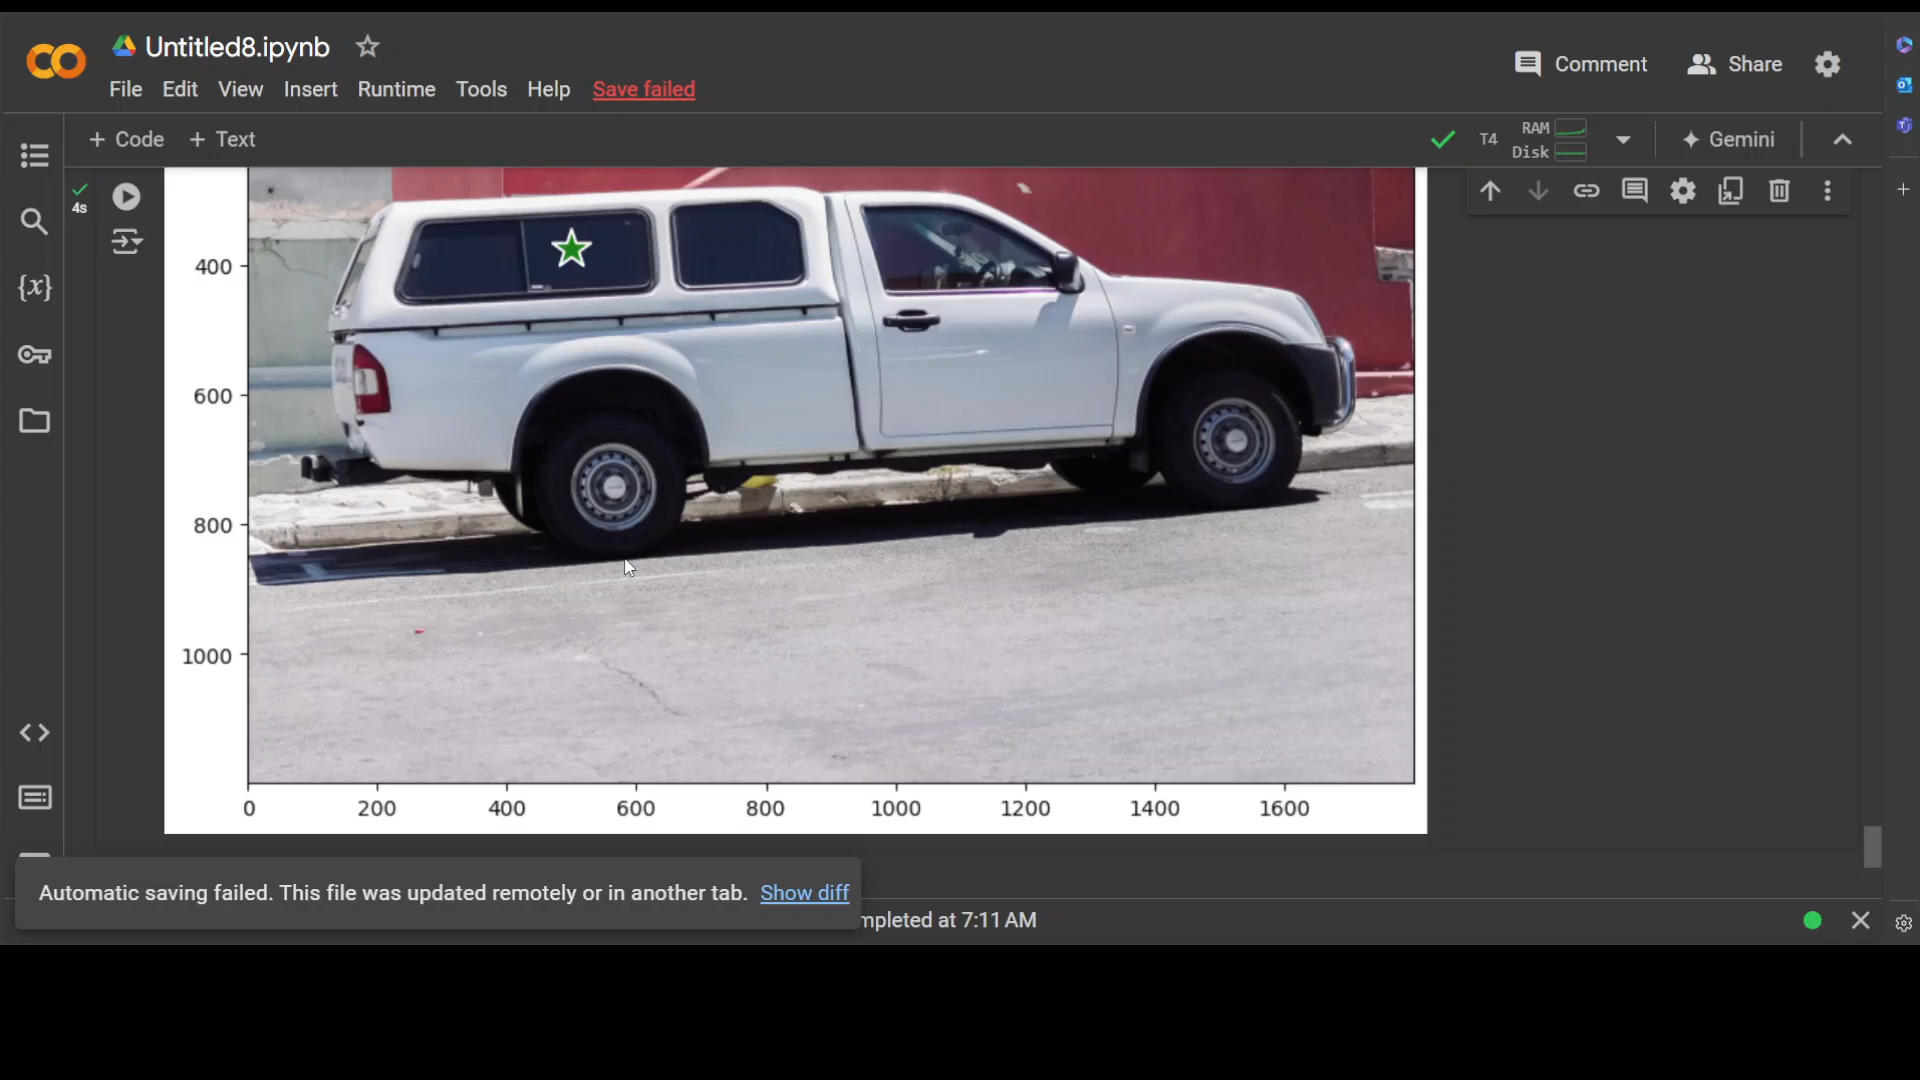 Untitled8.ipynb
Comment
Share
File Edit View Insert Runtime Tools Help Save failed
+ Code + Text
T4
RAM
Disk
Gemini
4s
{x}
400
600
800
1000
0 200 400 600 800 1000 1200 1400 1600
Automatic saving failed. This file was updated remotely or in another tab. Show diff
mpleted at 7:11 AM